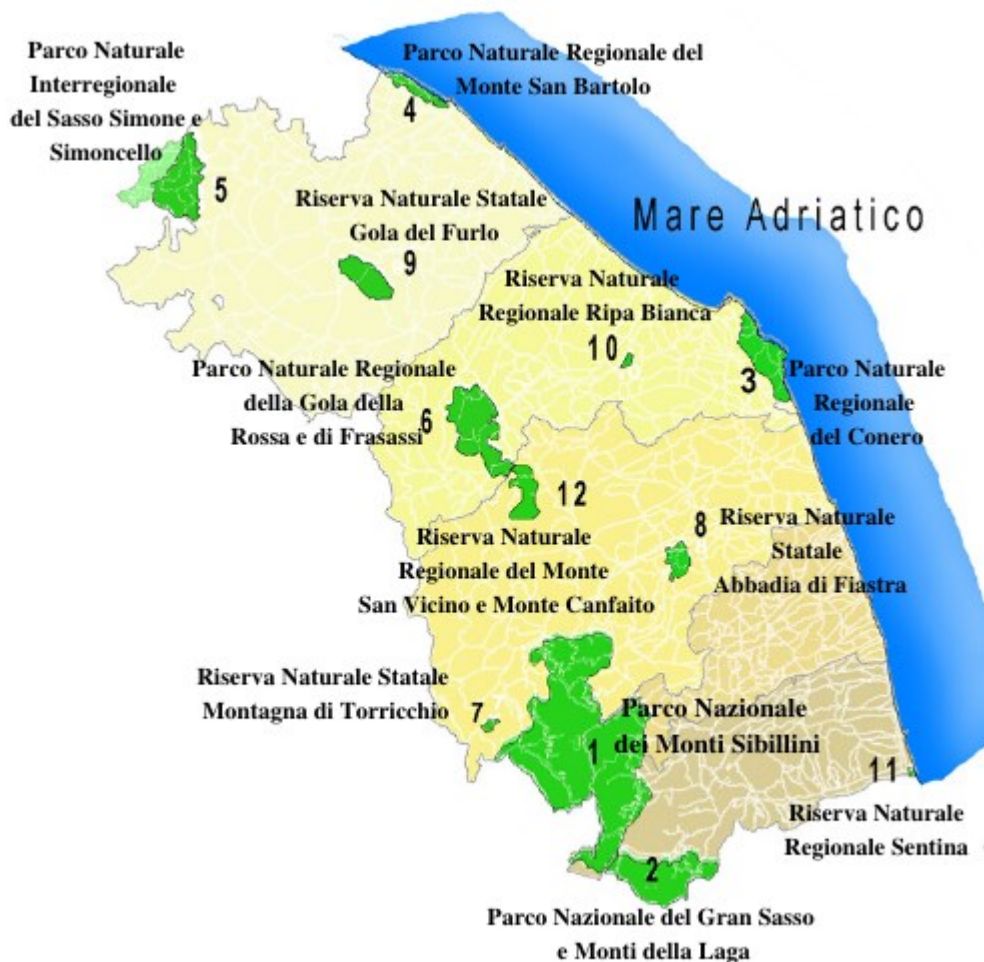 Parco Naturale
Interregionale
del Sasso Simone e
Simoncello
5
Parco Naturale Regionale del
Monte San Bartolo
4
Mare Adriatico
Riserva Naturale Statale
Gola del Furlo
9
Riserva Naturale
Regionale Ripa Bianca
10
3
Parco Naturale
Regionale
del Conero
Parco Naturale Regionale
della Gola della
Rossa e di Frasassi
6
12
Riserva Naturale
Regionale del Monte
San Vicino e Monte Canfaito
8
Riserva Naturale
Statale
Abbadia di Fiastra
Riserva Naturale Statale
Montagna di Torricchio
7
1
Parco Nazionale
dei Monti Sibillini
11
Riserva Naturale
Regionale Sentina
2
Parco Nazionale del Gran Sasso
e Monti della Laga